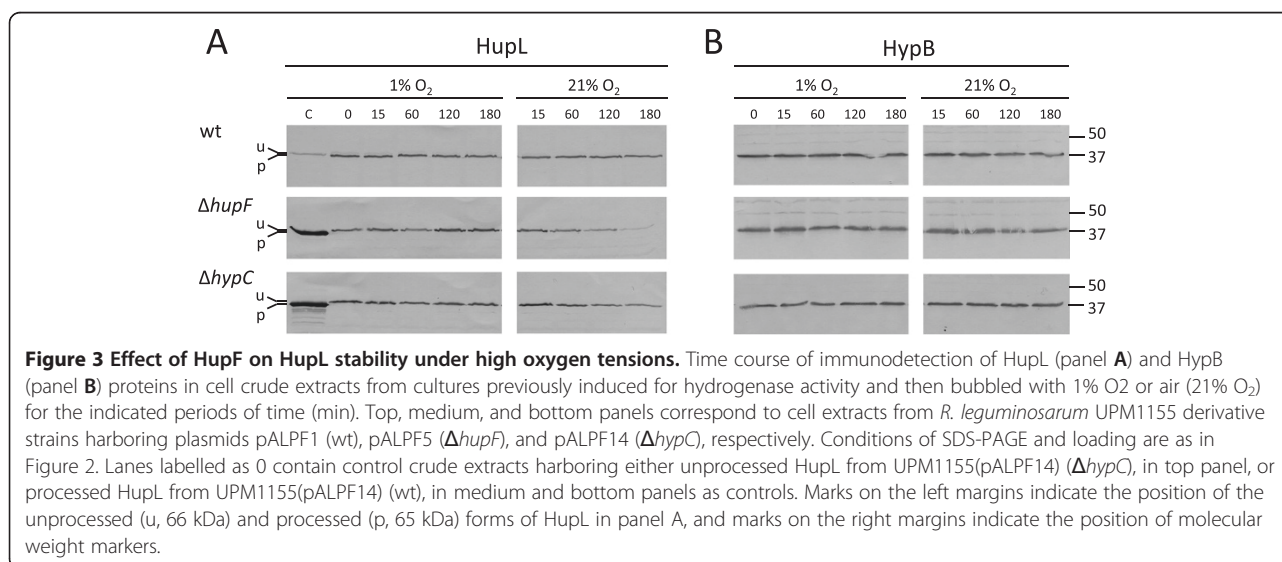 A
HupL
B
HypB
1% O2
21% O2
1% O2
21% O2
C 0 15 60 120 180 15 60 120 180
0 15 60 120 180 15 60 120 180
wt
u
p
50
37
ΔhupF
u
p
50
37
ΔhypC
u
p
50
37
Figure 3 Effect of HupF on HupL stability under high oxygen tensions. Time course of immunodetection of HupL (panel A) and HypB
(panel B) proteins in cell crude extracts from cultures previously induced for hydrogenase activity and then bubbled with 1% O2 or air (21% O2)
for the indicated periods of time (min). Top, medium, and bottom panels correspond to cell extracts from R. leguminosarum UPM1155 derivative
strains harboring plasmids pALPF1 (wt), pALPF5 (ΔhupF), and pALPF14 (ΔhypC), respectively. Conditions of SDS-PAGE and loading are as in
Figure 2. Lanes labelled as 0 contain control crude extracts harboring either unprocessed HupL from UPM1155(pALPF14) (ΔhypC), in top panel, or
processed HupL from UPM1155(pALPF14) (wt), in medium and bottom panels as controls. Marks on the left margins indicate the position of the
unprocessed (u, 66 kDa) and processed (p, 65 kDa) forms of HupL in panel A, and marks on the right margins indicate the position of molecular
weight markers.